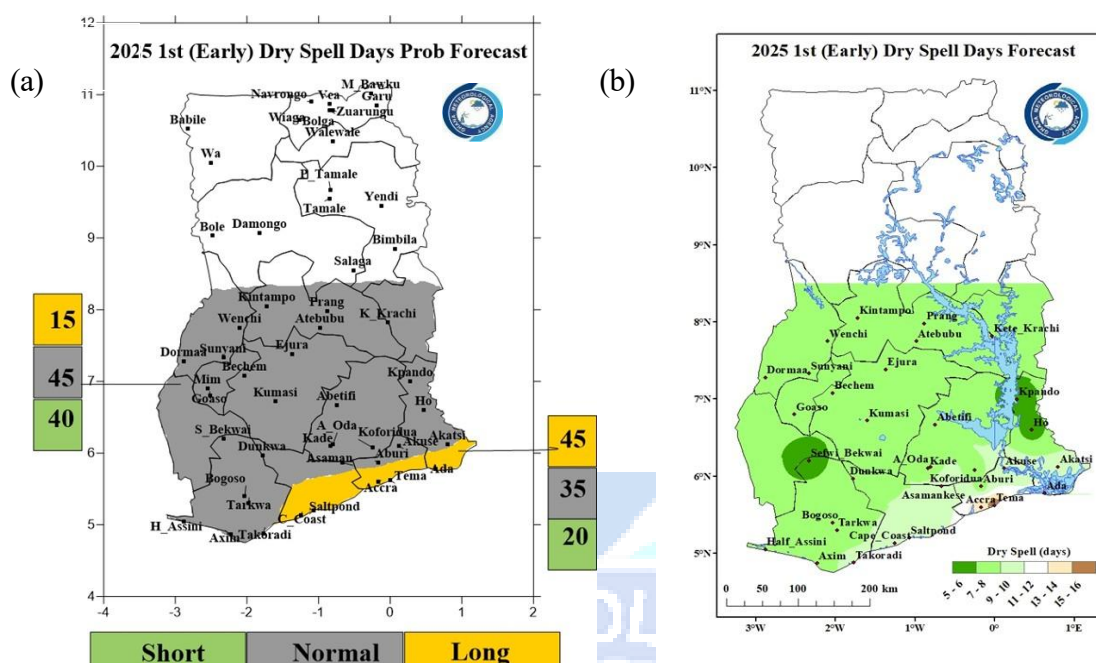 (a)
2025 1st (Early) Dry Spell Days Prob Forecast
12
11
10
9
8
7
6
5
4
-4 -3 -2 -1 0 1 2
M_Bawku
Navrongo Vea Garu
Zuarungu
Wiaga Bolga
Babile Walewale
Wa
P_Tamale
Tamale Yendi
Bole Damongo
Bimbila
Salaga
Kintampo Prang
Wenchi Atebubu K_Krachi
Sunyani Ejura
Dormaa Bechem
Mim Kpando
Goaso Kumasi Abetifi
Ho
S_Bekwai A_Oda Koforidua
Dunkwa Kade Akuse Akatsi
Asaman Aburi
Bogoso Ada
Tema
Accra
Tarkwa Saltpond
H_Assini C_Coast
Axim Takoradi
15
45
40
45
35
20
Short Normal Long
(b)
2025 1st (Early) Dry Spell Days Forecast
GHANA METEOROLOGICAL AGENCY
11°N
10°N
9°N
8°N
7°N
6°N
5°N
3°W 2°W 1°W 0° 1°E
Kintampo Prang
Wenchi Atebubu Kete_Krachi
Dormaa Sunyani Ejura
Bechem Kpando
Goaso Kumasi Abetifi
Ho
Sefwi_Bekwai A_Oda Kade Akuse Akatsi
Dunkwa Koforidua Aburi
Asamankese Ada
Accra Tema
Bogoso
Tarkwa
Cape_Coast Saltpond
Half_Assini
Axim Takoradi
Dry Spell (days)
5 - 6
7 - 8
9 - 10
11 - 12
13 - 14
15 - 16
0 50 100 200 km